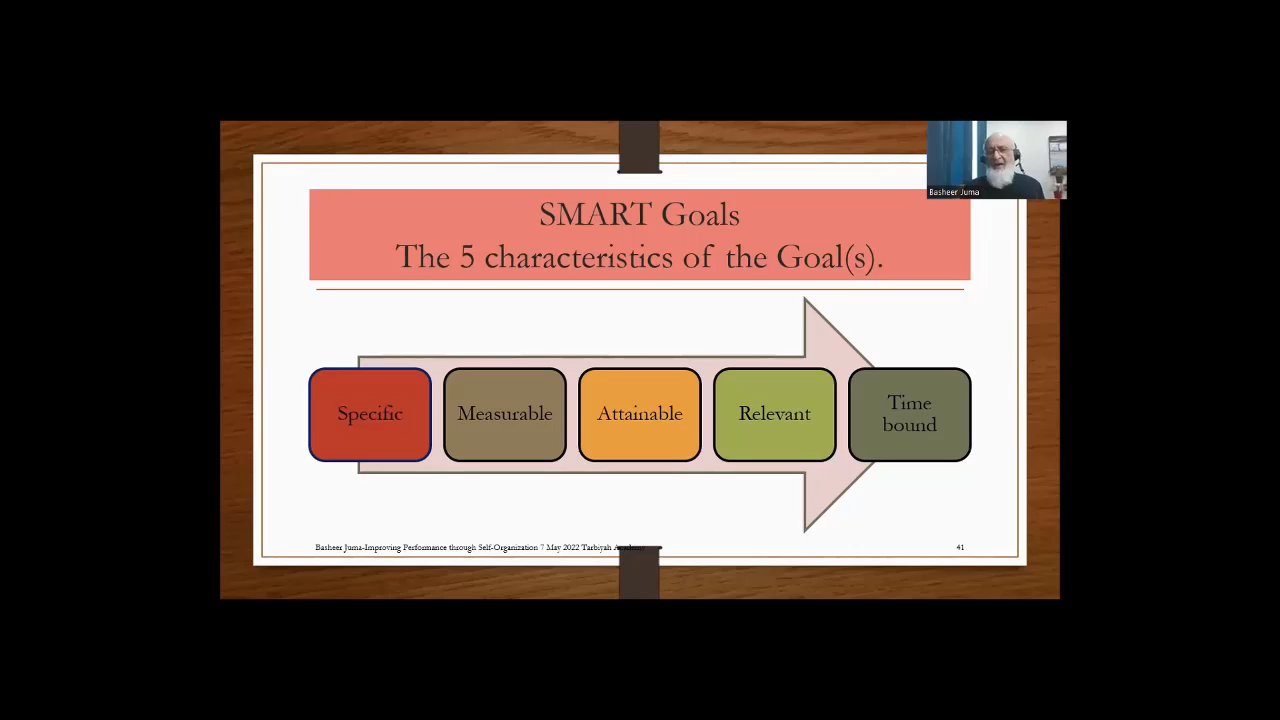 Basheer Juma
SMART Goals
The 5 characteristics of the Goal(s).
Specific
Measurable
Attainable
Relevant
Time
bound
Basheer Juma-Improving Performance through Self-Organization 7 May 2022 Tarbiyah Academy
41